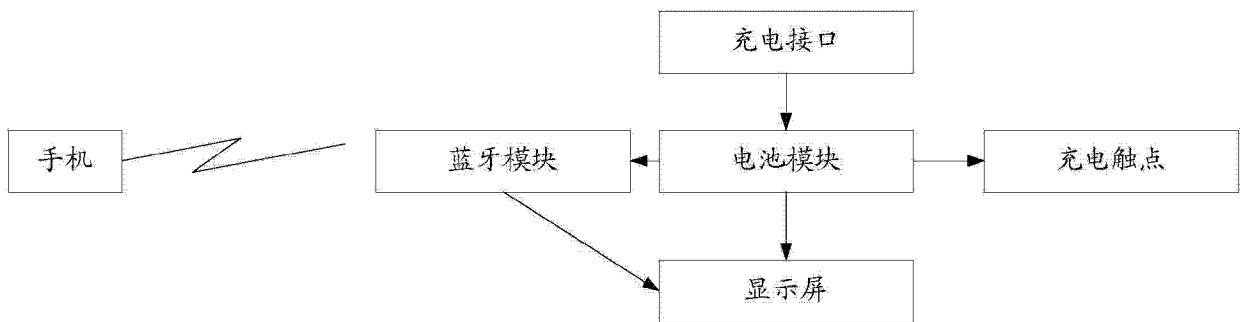 充电接口
手机
蓝牙模块
电池模块
充电触点
显示屏